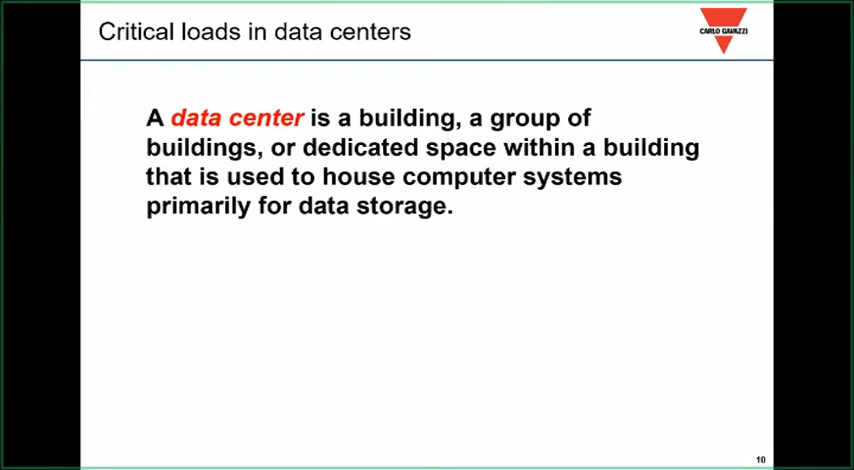 Critical loads in data centers
CARLO GAVAZZI
A data center is a building, a group of
buildings, or dedicated space within a building
that is used to house computer systems
primarily for data storage.
10